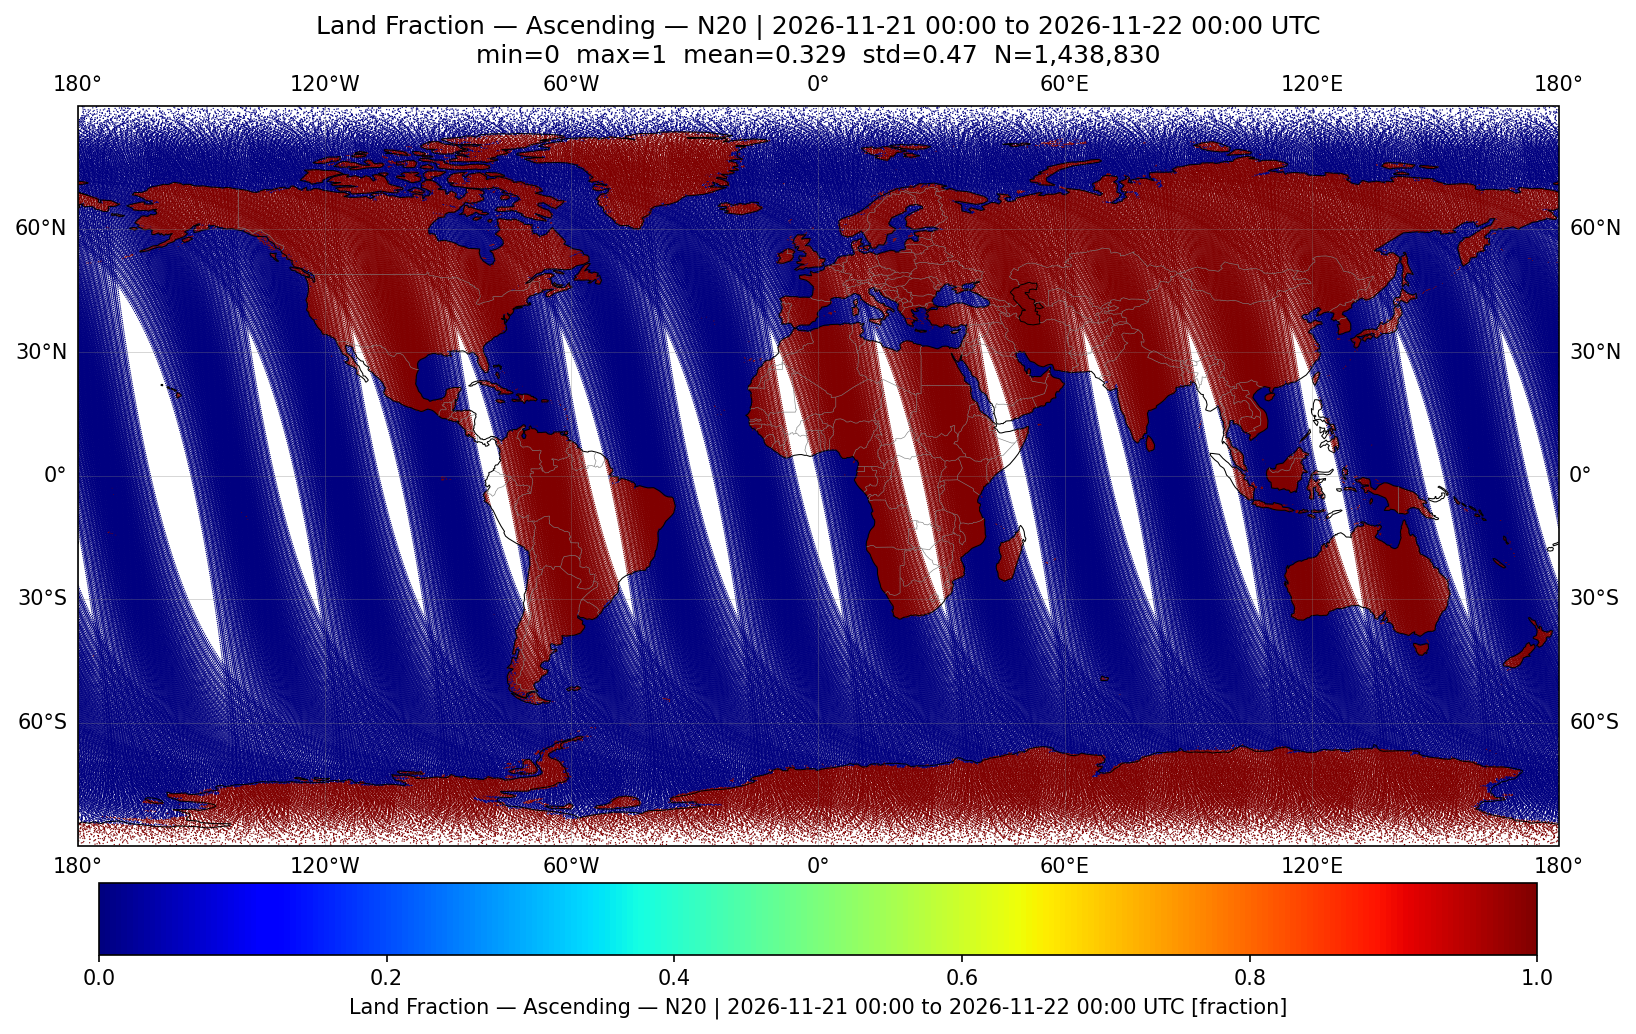 Land Fraction — Ascending — N20 | 2026-11-21 00:00 to 2026-11-22 00:00 UTC
min=0 max=1 mean=0.329 std=0.47 N=1,438,830
180° 120°W 60°W 0° 60°E 120°E 180°
60°N 60°N
30°N 30°N
0° 0°
30°S 30°S
60°S 60°S
180° 120°W 60°W 0° 60°E 120°E 180°
0.0 0.2 0.4 0.6 0.8 1.0
Land Fraction — Ascending — N20 | 2026-11-21 00:00 to 2026-11-22 00:00 UTC [fraction]